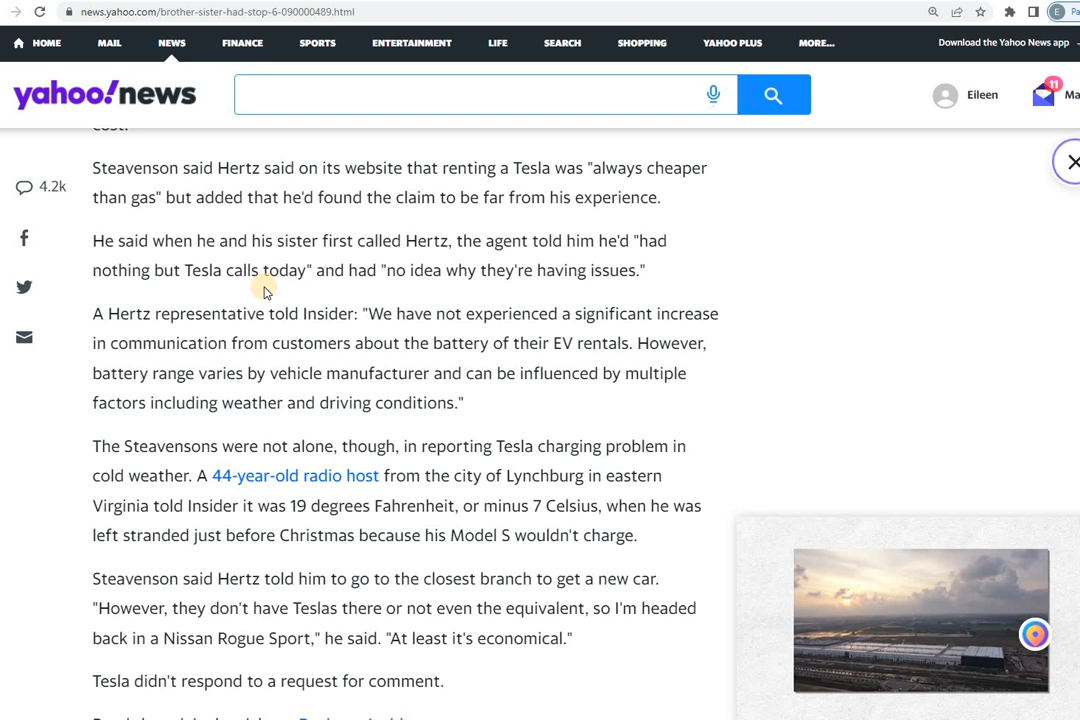 news.yahoo.com/brother-sister-had-stop-6-090000489.html
E
Pa
HOME MAIL NEWS FINANCE SPORTS ENTERTAINMENT LIFE SEARCH SHOPPING YAHOO PLUS MORE... Download the Yahoo News app
yahoo!news
Eileen
11
Ma
cost.
Steavenson said Hertz said on its website that renting a Tesla was "always cheaper
than gas" but added that he'd found the claim to be far from his experience.
4.2k
He said when he and his sister first called Hertz, the agent told him he'd "had
nothing but Tesla calls today" and had "no idea why they're having issues."
A Hertz representative told Insider: "We have not experienced a significant increase
in communication from customers about the battery of their EV rentals. However,
battery range varies by vehicle manufacturer and can be influenced by multiple
factors including weather and driving conditions."
The Steavensons were not alone, though, in reporting Tesla charging problem in
cold weather. A 44-year-old radio host from the city of Lynchburg in eastern
Virginia told Insider it was 19 degrees Fahrenheit, or minus 7 Celsius, when he was
left stranded just before Christmas because his Model S wouldn't charge.
Steavenson said Hertz told him to go to the closest branch to get a new car.
"However, they don't have Teslas there or not even the equivalent, so I'm headed
back in a Nissan Rogue Sport," he said. "At least it's economical."
Tesla didn't respond to a request for comment.